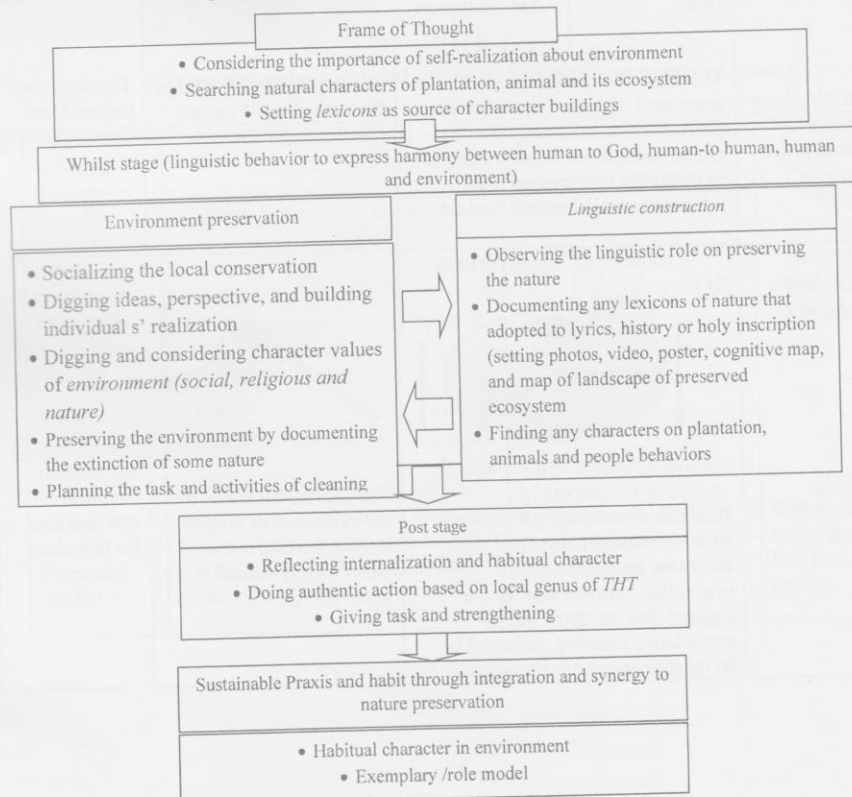 Frame of Thought
• Considering the importance of self-realization about environment
• Searching natural characters of plantation, animal and its ecosystem
• Setting lexicons as source of character buildings
Whilst stage (linguistic behavior to express harmony between human to God, human-to human, human
and environment)
Environment preservation
• Socializing the local conservation
• Digging ideas, perspective, and building
individual s’ realization
• Digging and considering character values
of environment (social, religious and
nature)
• Preserving the environment by documenting
the extinction of some nature
• Planning the task and activities of cleaning
Linguistic construction
• Observing the linguistic role on preserving
the nature
• Documenting any lexicons of nature that
adopted to lyrics, history or holy inscription
(setting photos, video, poster, cognitive map,
and map of landscape of preserved
ecosystem
• Finding any characters on plantation,
animals and people behaviors
Post stage
• Reflecting internalization and habitual character
• Doing authentic action based on local genus of THT
• Giving task and strengthening
Sustainable Praxis and habit through integration and synergy to
nature preservation
• Habitual character in environment
• Exemplary /role model